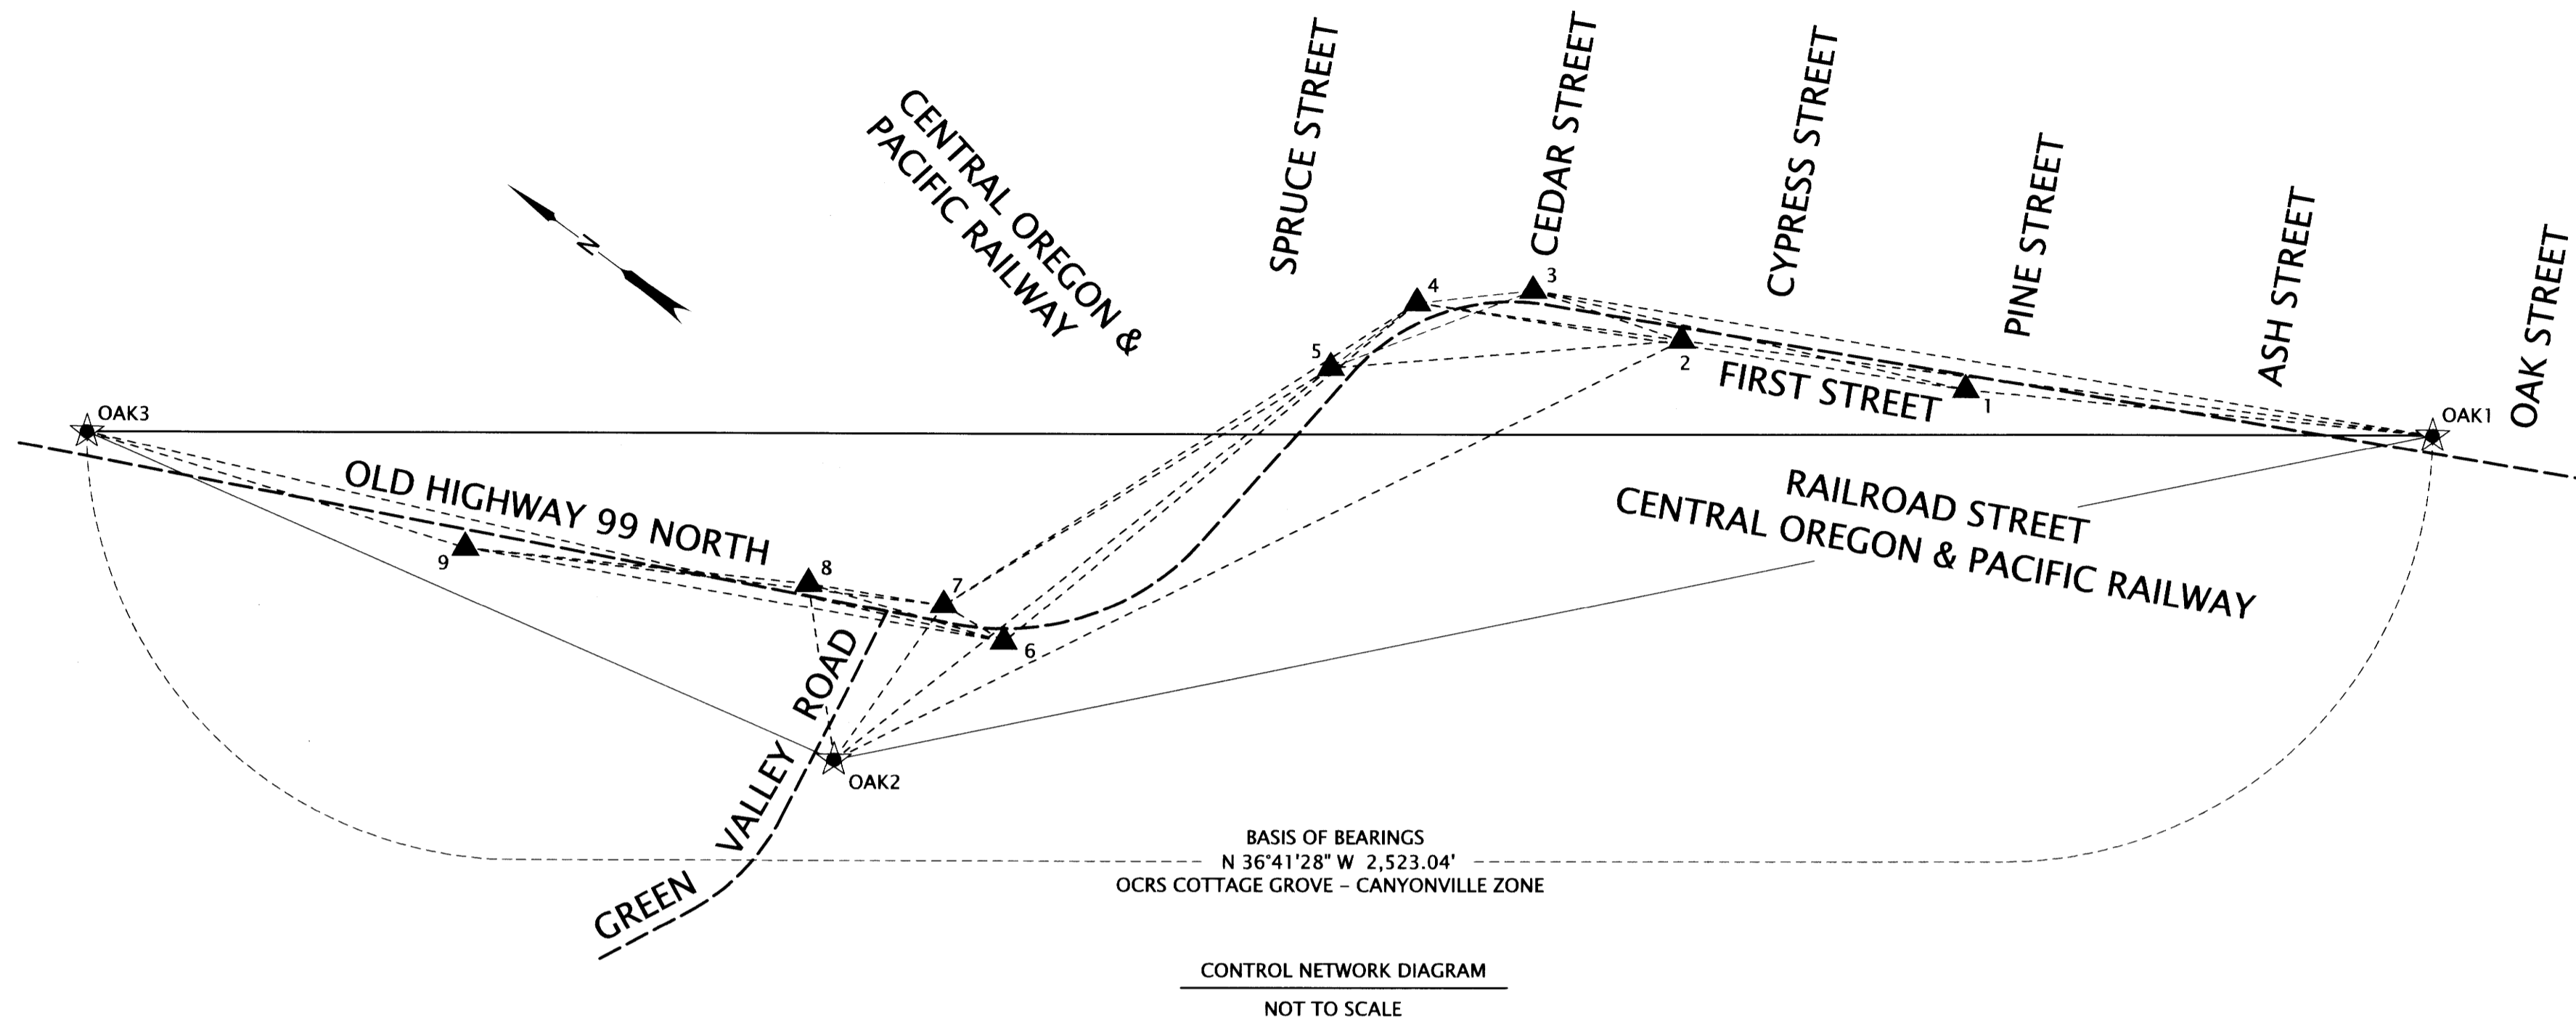 CENTRAL OREGON &
PACIFIC RAILWAY
SPRUCE STREET
CEDAR STREET
CYPRESS STREET
PINE STREET
ASH STREET
OAK STREET
N
4
3
5
2
1
FIRST STREET
OAK3
OAK1
OLD HIGHWAY 99 NORTH
RAILROAD STREET
CENTRAL OREGON & PACIFIC RAILWAY
9
8
7
6
GREEN VALLEY ROAD
OAK2
BASIS OF BEARINGS
N 36°41'28" W 2,523.04'
OCRS COTTAGE GROVE – CANYONVILLE ZONE
CONTROL NETWORK DIAGRAM
NOT TO SCALE